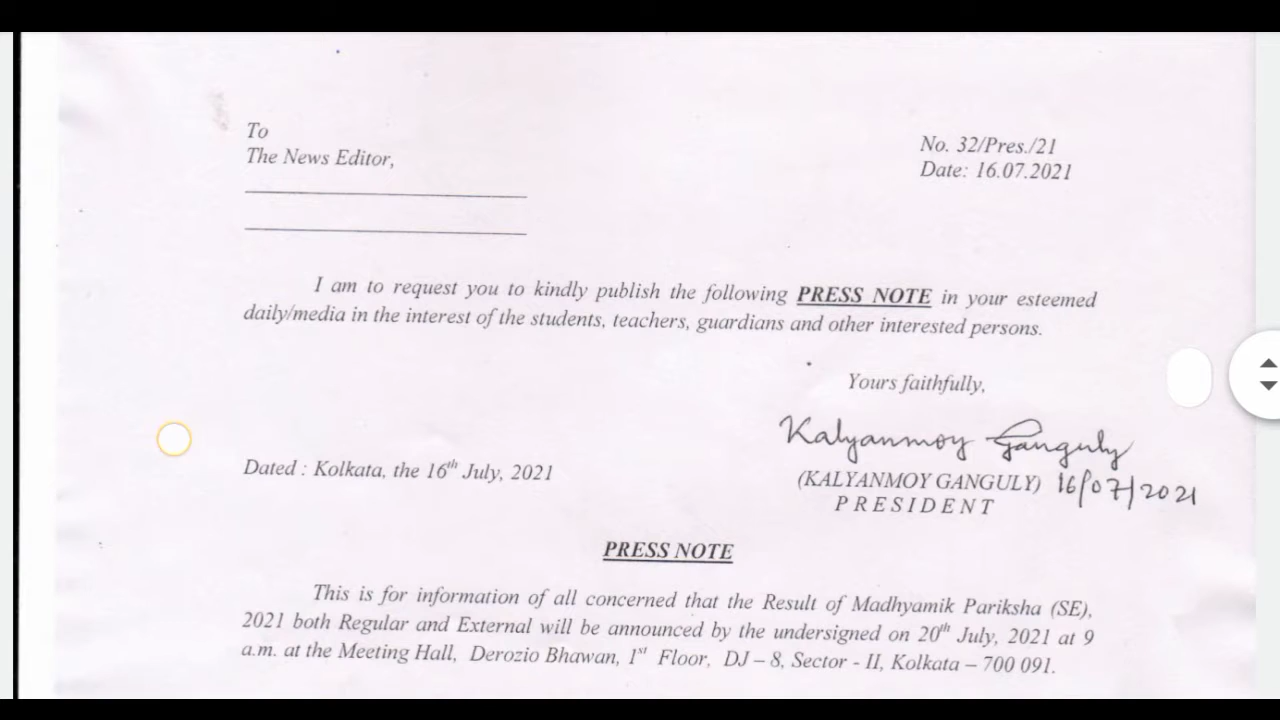 To
The News Editor,
No. 32/Pres./21
Date: 16.07.2021
I am to request you to kindly publish the following PRESS NOTE in your esteemed
daily/media in the interest of the students, teachers, guardians and other interested persons.
Yours faithfully,
Kalyanmoy Ganguly
(KALYANMOY GANGULY) 16/07/2021
PRESIDENT
Dated : Kolkata, the 16th July, 2021
PRESS NOTE
This is for information of all concerned that the Result of Madhyamik Pariksha (SE),
2021 both Regular and External will be announced by the undersigned on 20th July, 2021 at 9
a.m. at the Meeting Hall, Derozio Bhawan, 1st Floor, DJ – 8, Sector - II, Kolkata – 700 091.